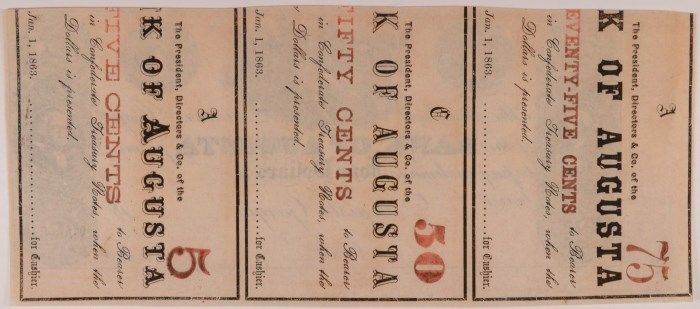 A
The President, Directors & Co. of the
K OF AUGUSTA
5
FIVE CENTS to Bearer
in Confederate Treasury Notes, when the
Dollars is presented.
Jan. 1, 1863. for Cashier.
C
The President, Directors & Co. of the
K OF AUGUSTA
50
FIFTY CENTS to Bearer
in Confederate Treasury Notes, when the
Dollars is presented.
Jan. 1, 1863. for Cashier.
A
The President, Directors & Co. of the
K OF AUGUSTA
75
EVENTY-FIVE CENTS to Bearer
in Confederate Treasury Notes, when the
Dollars is presented.
Jan. 1, 1863. for Cashier.